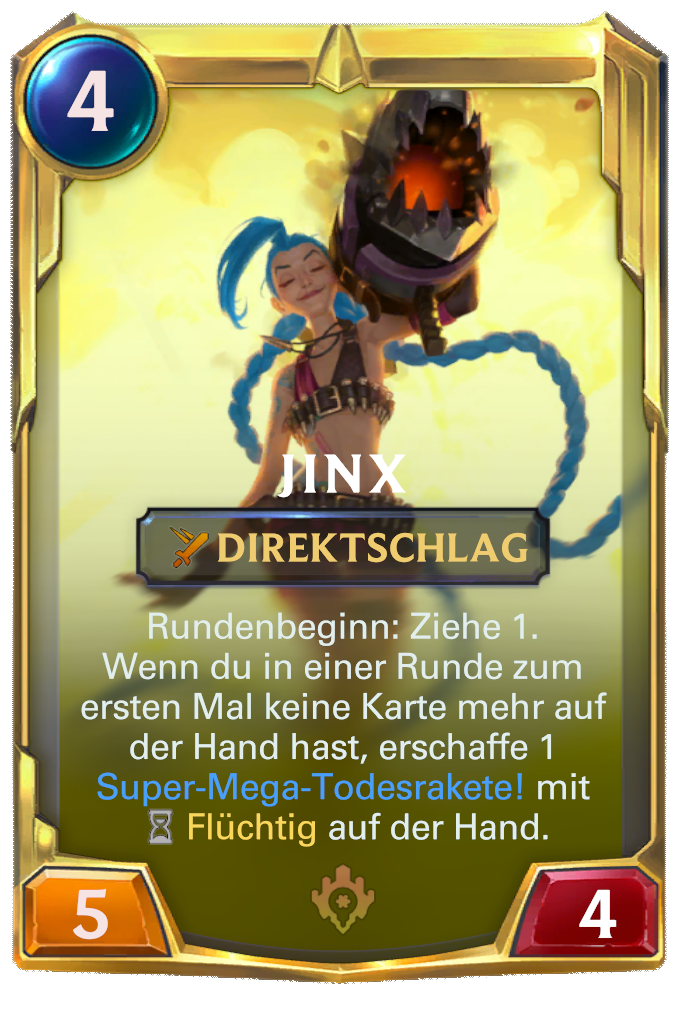 4
JINX
DIREKTSCHLAG
Rundenbeginn: Ziehe 1.
Wenn du in einer Runde zum
ersten Mal keine Karte mehr auf
der Hand hast, erschaffe 1
Super-Mega-Todesrakete! mit
Flüchtig auf der Hand.
5
4